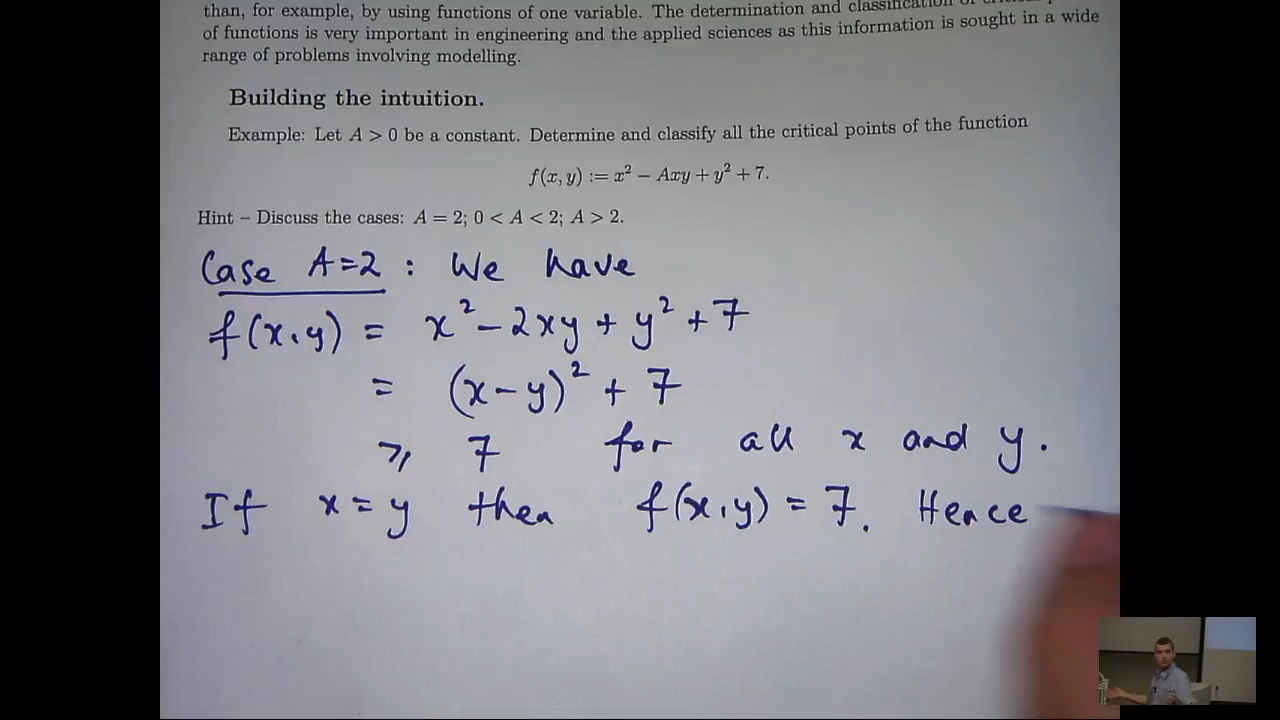 than, for example, by using functions of one variable. The determination and classification of
of functions is very important in engineering and the applied sciences as this information is sought in a wide
range of problems involving modelling.
Building the intuition.
Example: Let A > 0 be a constant. Determine and classify all the critical points of the function
f(x, y) := x² − Axy + y² + 7.
Hint – Discuss the cases: A = 2; 0 < A < 2; A > 2.
Case A=2 : We have
f(x,y) = x² - 2xy + y² + 7
= (x-y)² + 7
⩾ 7 for all x and y.
If x = y then f(x,y) = 7. Hence